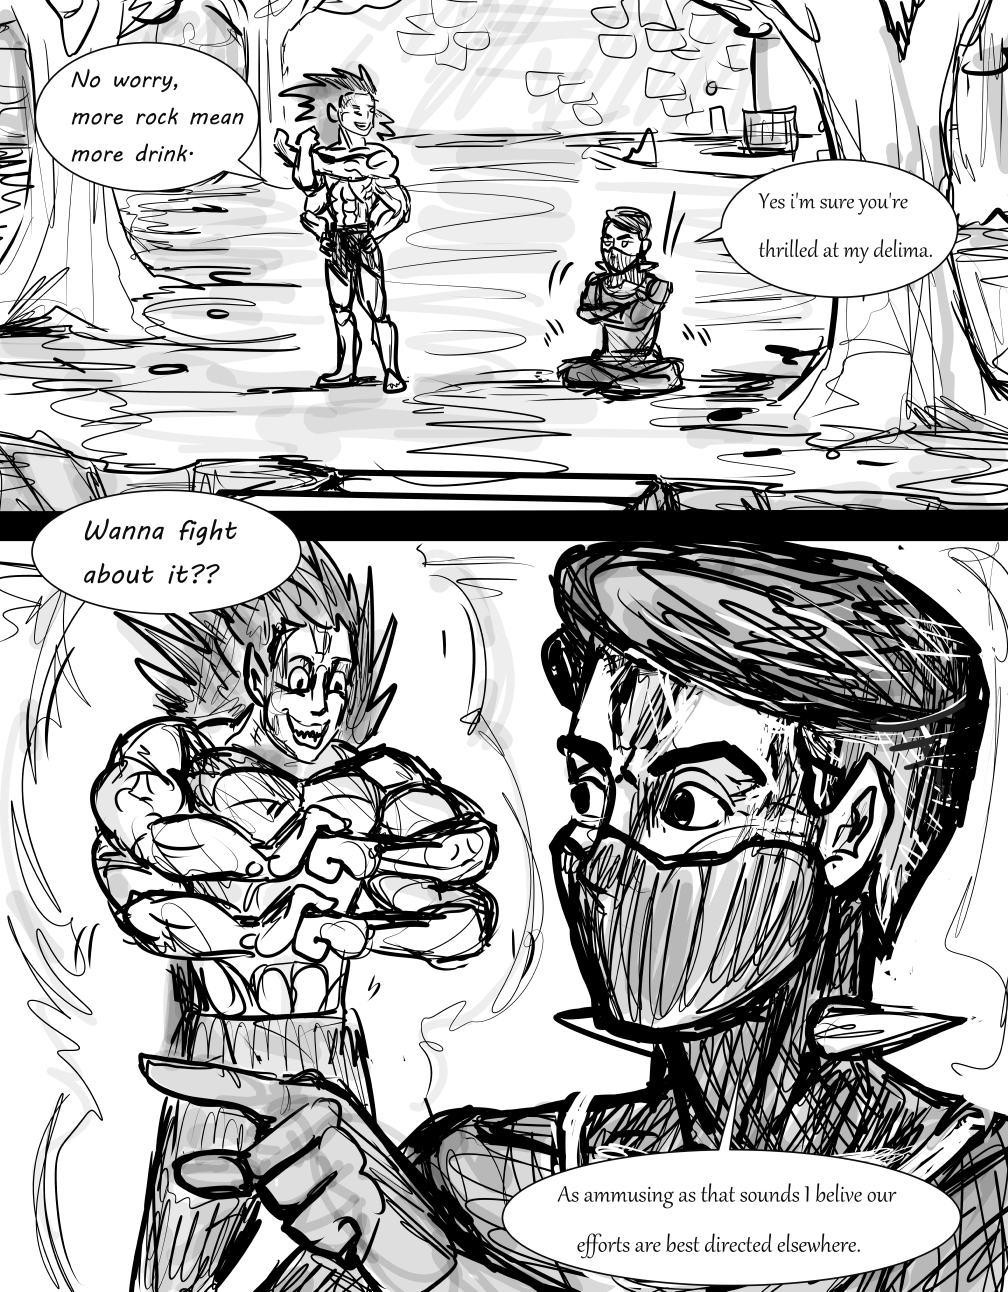 No worry,
more rock mean
more drink.
Yes i'm sure you're
thrilled at my delima.
Wanna fight
about it??
As ammusing as that sounds I belive our
efforts are best directed elsewhere.